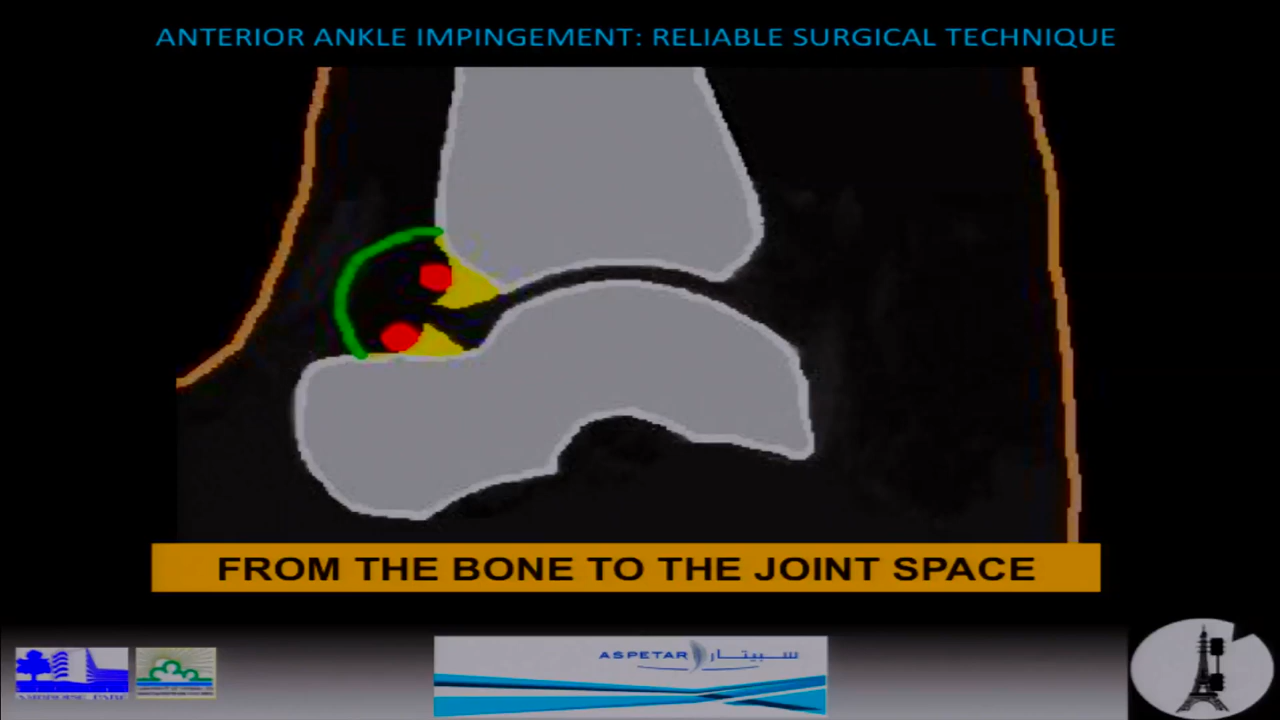 ANTERIOR ANKLE IMPINGEMENT: RELIABLE SURGICAL TECHNIQUE
FROM THE BONE TO THE JOINT SPACE
ASPETAR سبيتار